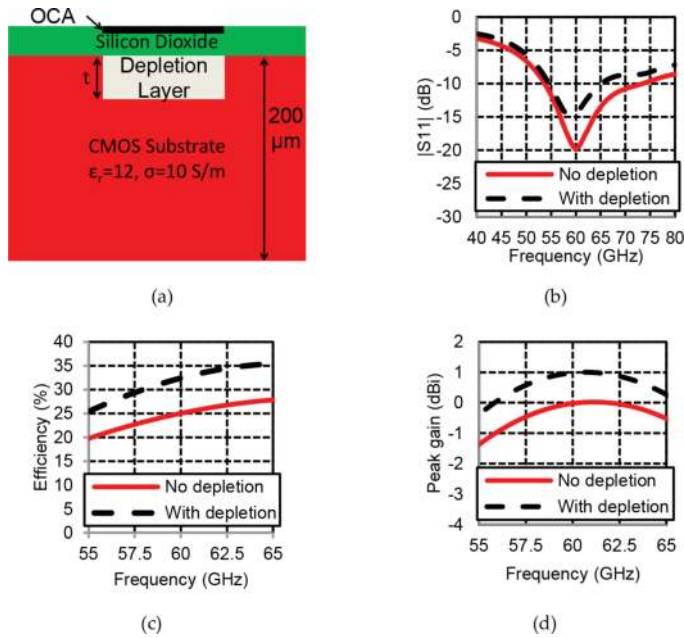 OCA
Silicon Dioxide
Depletion
Layer
t
200
μm
CMOS Substrate
εr=12, σ=10 S/m
(a)
|S11| (dB)
0
-5
-10
-15
-20
-25
-30
No depletion
With depletion
40 45 50 55 60 65 70 75 80
Frequency (GHz)
(b)
Efficiency (%)
40
35
30
25
20
15
10
5
0
No depletion
With depletion
55 57.5 60 62.5 65
Frequency (GHz)
(c)
Peak gain (dBi)
2
1
0
-1
-2
-3
-4
No depletion
With depletion
55 57.5 60 62.5 65
Frequency (GHz)
(d)